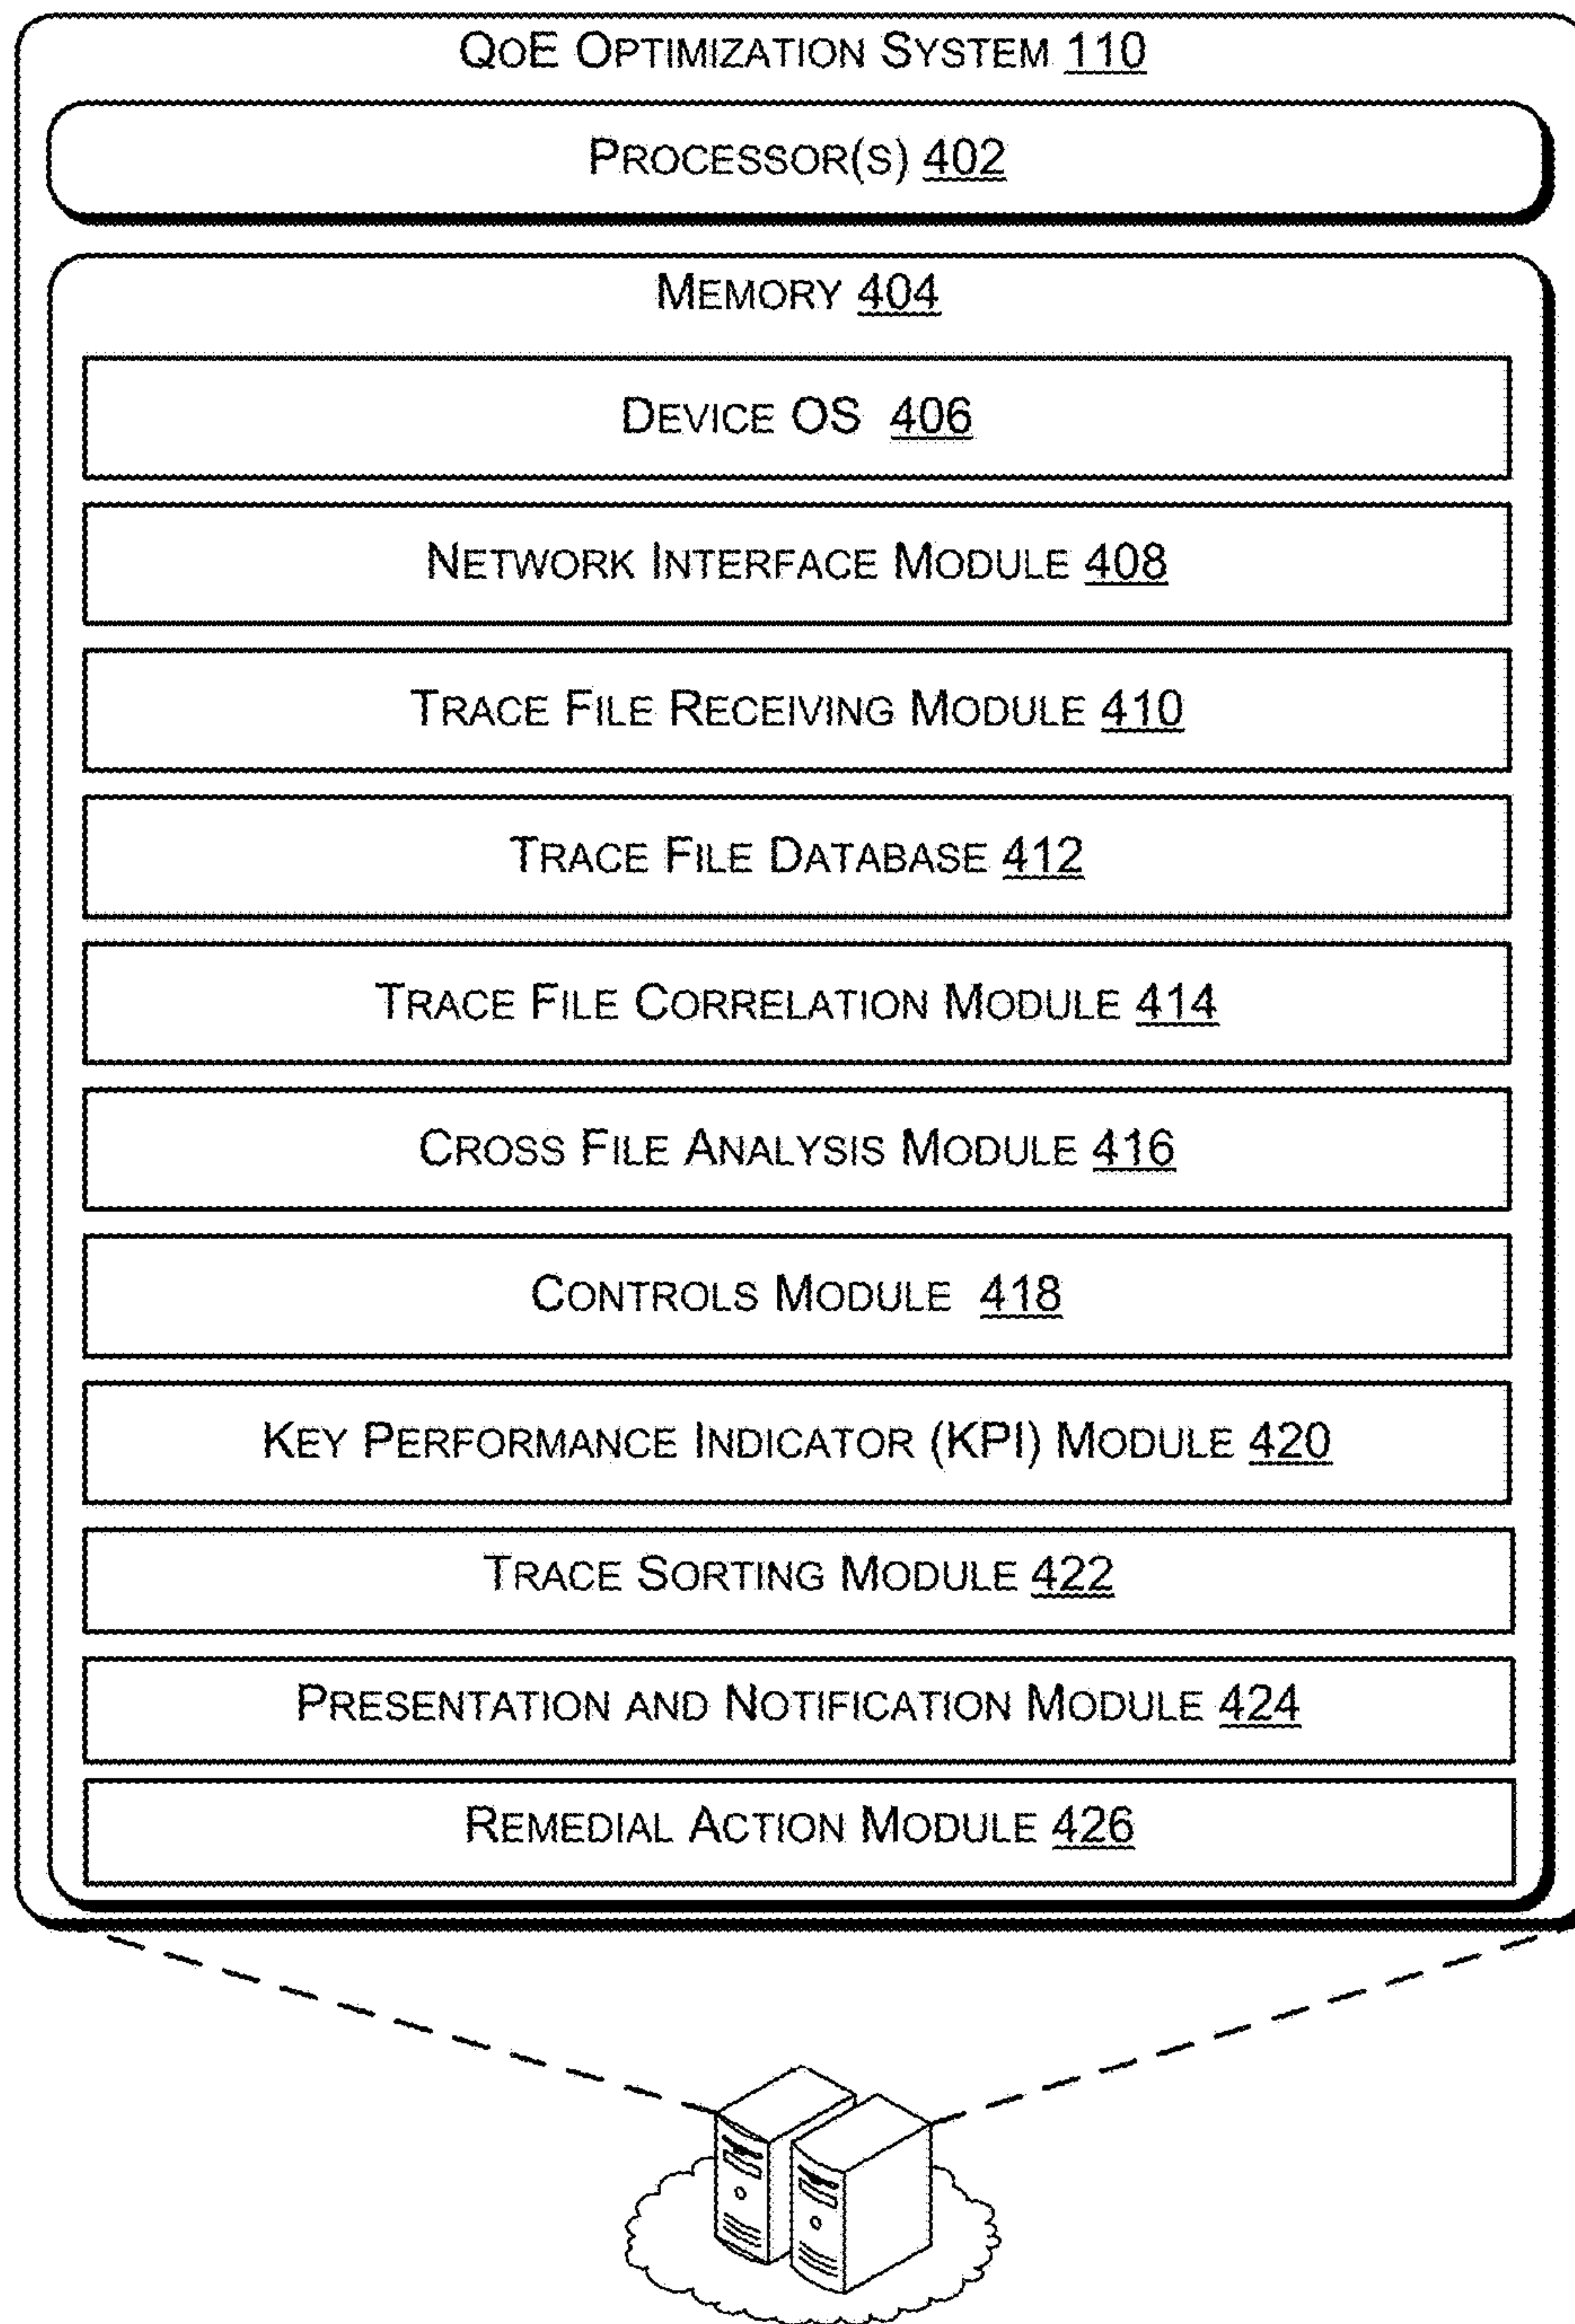 QoE Optimization System 110
Processor(s) 402
Memory 404
Device OS 406
Network Interface Module 408
Trace File Receiving Module 410
Trace File Database 412
Trace File Correlation Module 414
Cross File Analysis Module 416
Controls Module 418
Key Performance Indicator (KPI) Module 420
Trace Sorting Module 422
Presentation and Notification Module 424
Remedial Action Module 426